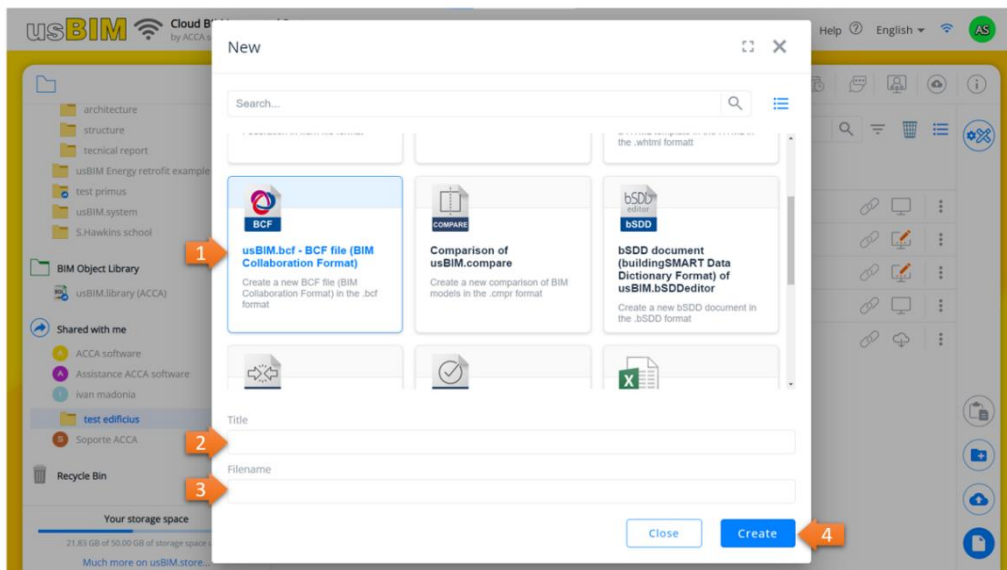 usBIM
Cloud B
by ACCA s
Help
English
AS
New
Search...
architecture
structure
tecnical report
usBIM Energy retrofit example
test primus
usBIM.system
S.Hawkins school
BIM Object Library
usBIM.library (ACCA)
Shared with me
A ACCA software
A Assistance ACCA software
I ivan madonia
test edificius
S Soporte ACCA
Recycle Bin
Your storage space
21.83 GB of 50.00 GB of storage space u
Much more on usBIM.store...
the .whtml formatt
BCF
usBIM.bcf - BCF file (BIM
Collaboration Format)
Create a new BCF file (BIM
Collaboration Format) in the .bcf
format
COMPARE
Comparison of
usBIM.compare
Create a new comparison of BIM
models in the .cmpr format
bSDD
editor
bSDD
bSDD document
(buildingSMART Data
Dictionary Format) of
usBIM.bSDDeditor
Create a new bSDD document in
the .bSDD format
1
Title
2
Filename
3
Close
Create
4